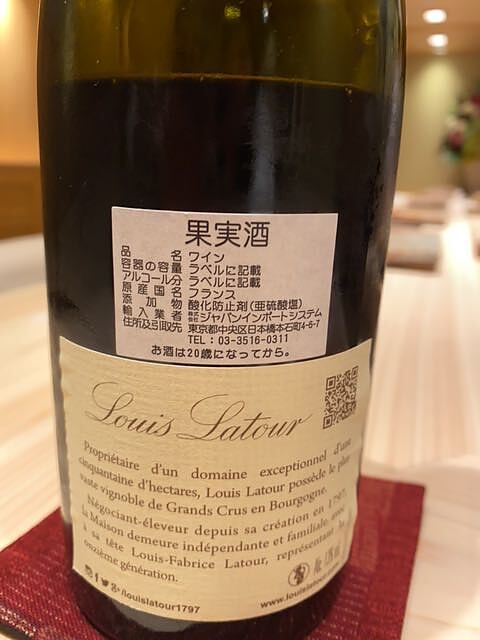 果実酒
品名 ワイン
容器の容量 ラベルに記載
アルコール分 ラベルに記載
原産国名 フランス
添加物 酸化防止剤(亜硫酸塩)
輸入業者 株式会社ジャパンインポートシステム
住所及引取先 東京都中央区日本橋本石町4-6-7
TEL:03-3516-0311
お酒は20歳になってから。
Louis Latour
Propriétaire d'un domaine exceptionnel d'une
cinquantaine d'hectares, Louis Latour possède le plus
vaste vignoble de Grands Crus en Bourgogne.
Négociant-éleveur depuis sa création en 1797,
la Maison demeure indépendante et familiale avec
à sa tête Louis-Fabrice Latour, représentant la
onzième génération.
/louislatour1797
www.louislatour